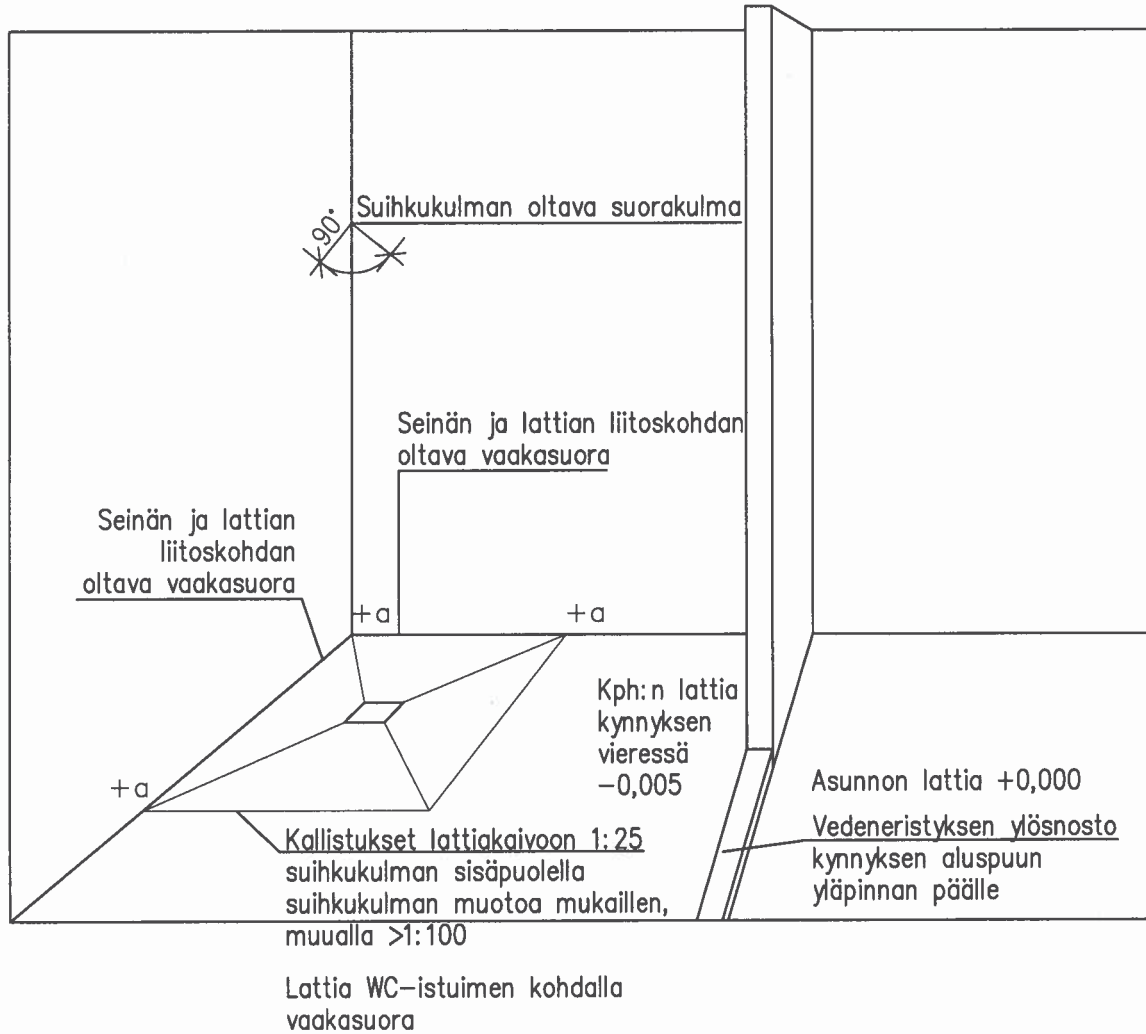 Suihkukulman oltava suorakulma
90°
Seinän ja lattian liitoskohdan
oltava vaakasuora
Seinän ja lattian
liitoskohdan
oltava vaakasuora
+a
+a
+a
Kph:n lattia
kynnyksen
vieressä
-0,005
Asunnon lattia +0,000
Vedeneristyksen ylösnosto
kynnyksen aluspuun
yläpinnan päälle
Kallistukset lattiakaivoon 1:25
suihkukulman sisäpuolella
suihkukulman muotoa mukaillen,
muualla >1:100
Lattia WC-istuimen kohdalla
vaakasuora